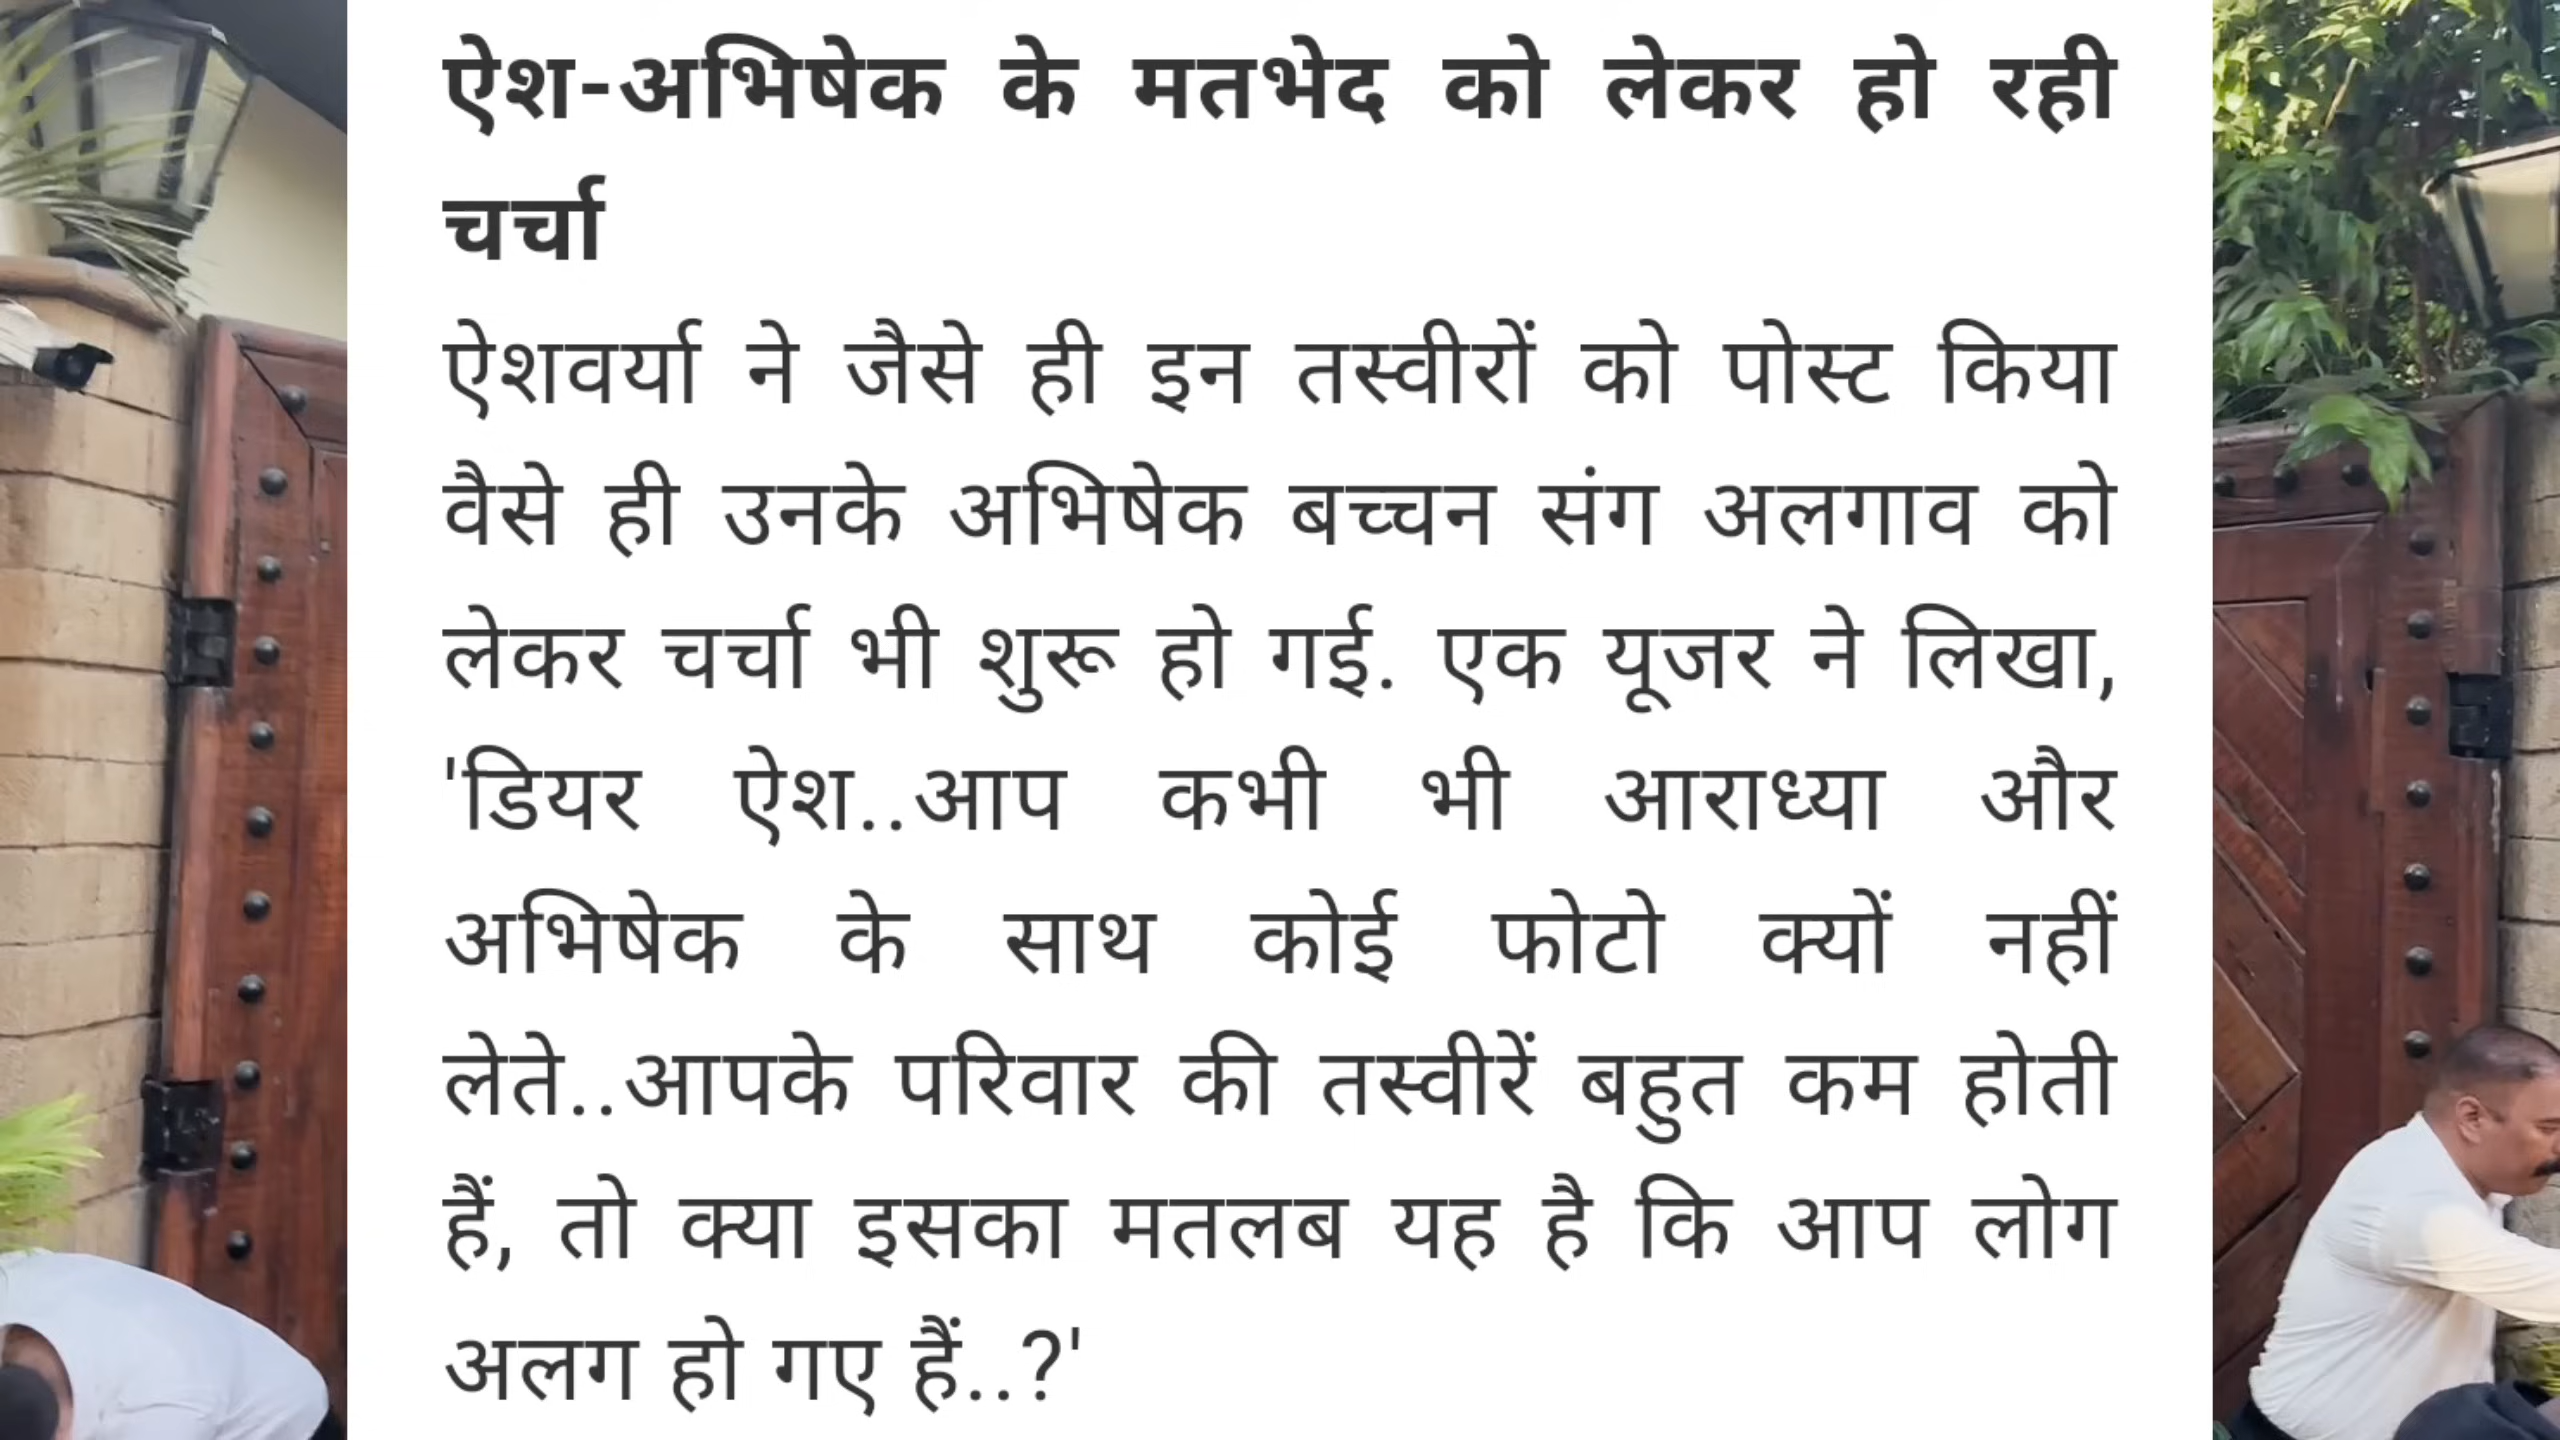 ऐश-अभिषेक के मतभेद को लेकर हो रही
चर्चा
ऐशवर्या ने जैसे ही इन तस्वीरों को पोस्ट किया
वैसे ही उनके अभिषेक बच्चन संग अलगाव को
लेकर चर्चा भी शुरू हो गई. एक यूजर ने लिखा,
'डियर ऐश..आप कभी भी आराध्या और
अभिषेक के साथ कोई फोटो क्यों नहीं
लेते..आपके परिवार की तस्वीरें बहुत कम होती
हैं, तो क्या इसका मतलब यह है कि आप लोग
अलग हो गए हैं..?'